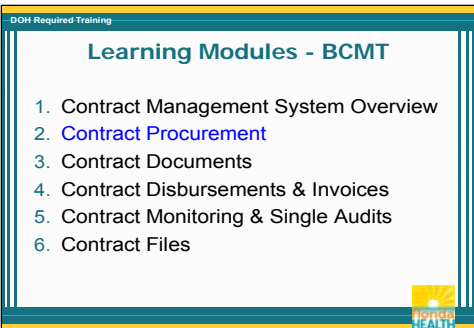 DOH Required Training
Learning Modules - BCMT
1. Contract Management System Overview
2. Contract Procurement
3. Contract Documents
4. Contract Disbursements & Invoices
5. Contract Monitoring & Single Audits
6. Contract Files
Florida
HEALTH